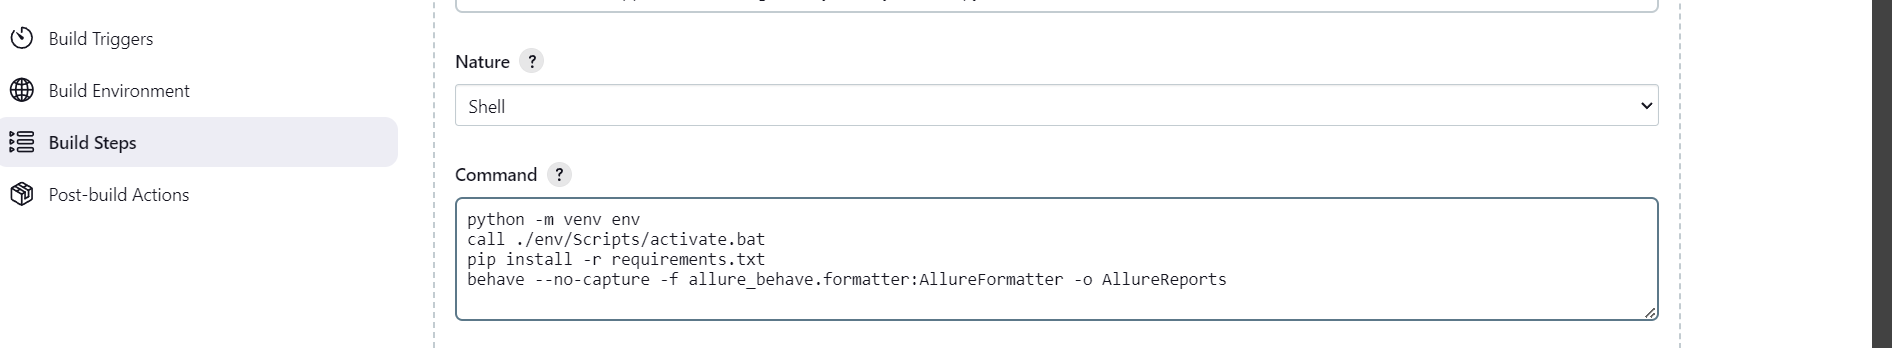 Build Triggers
Build Environment
Build Steps
Post-build Actions
Nature ?
Shell
Command ?
python -m venv env
call ./env/Scripts/activate.bat
pip install -r requirements.txt
behave --no-capture -f allure_behave.formatter:AllureFormatter -o AllureReports